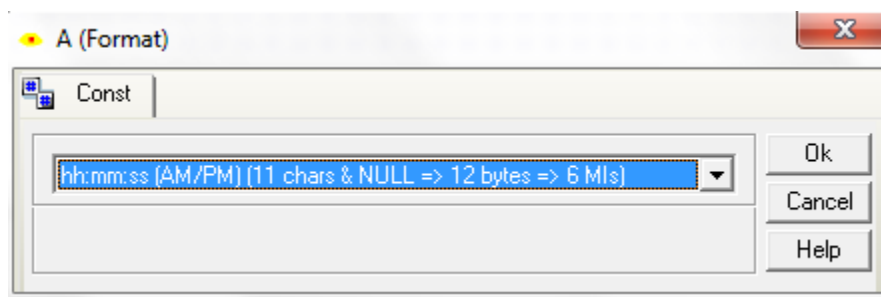 A (Format)
Const
hh:mm:ss (AM/PM) (11 chars & NULL => 12 bytes => 6 MIs)
Ok
Cancel
Help